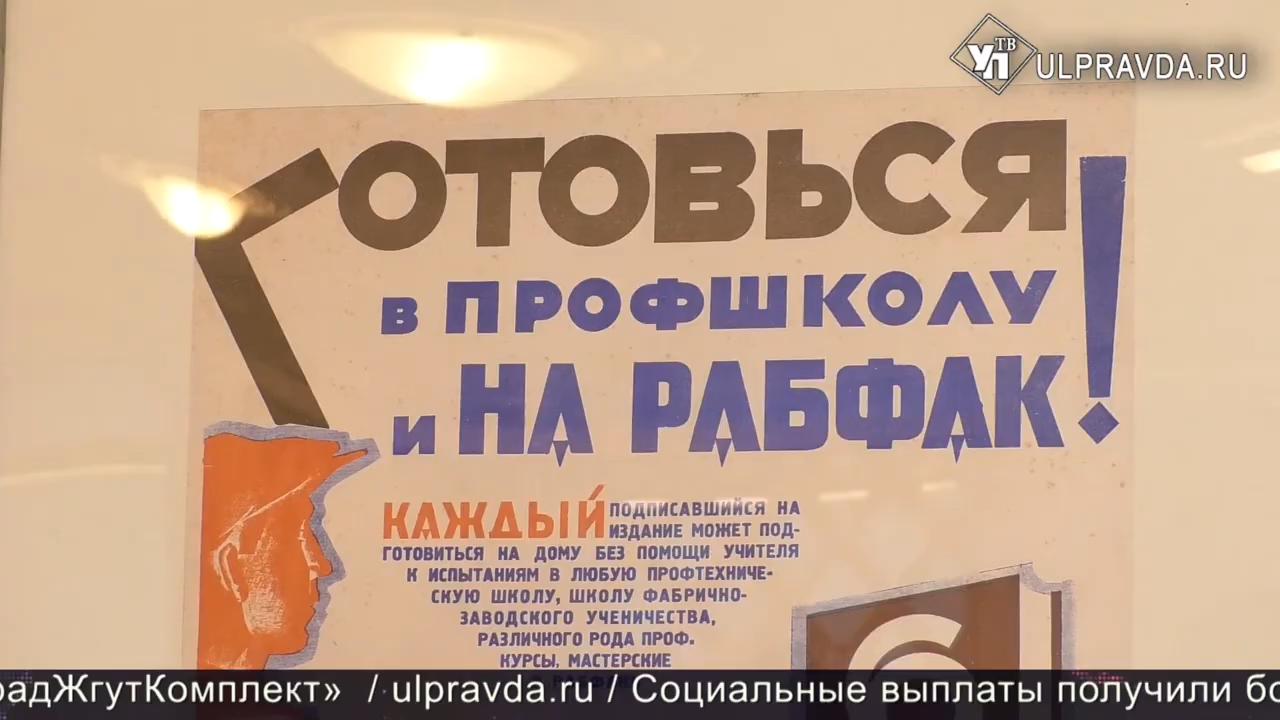 УП ТВ ULPRAVDA.RU
ГОТОВЬСЯ
в ПРОФШКОЛУ
и НА РАБФАК!
КАЖДЫЙ ПОДПИСАВШИЙСЯ НА
ИЗДАНИЕ МОЖЕТ ПОД-
ГОТОВИТЬСЯ НА ДОМУ БЕЗ ПОМОЩИ УЧИТЕЛЯ
К ИСПЫТАНИЯМ В ЛЮБУЮ ПРОФТЕХНИЧЕ-
СКУЮ ШКОЛУ, ШКОЛУ ФАБРИЧНО-
ЗАВОДСКОГО УЧЕНИЧЕСТВА,
РАЗЛИЧНОГО РОДА ПРОФ.
КУРСЫ, МАСТЕРСКИЕ
радЖгутКомплект» / ulpravda.ru / Социальные выплаты получили бо